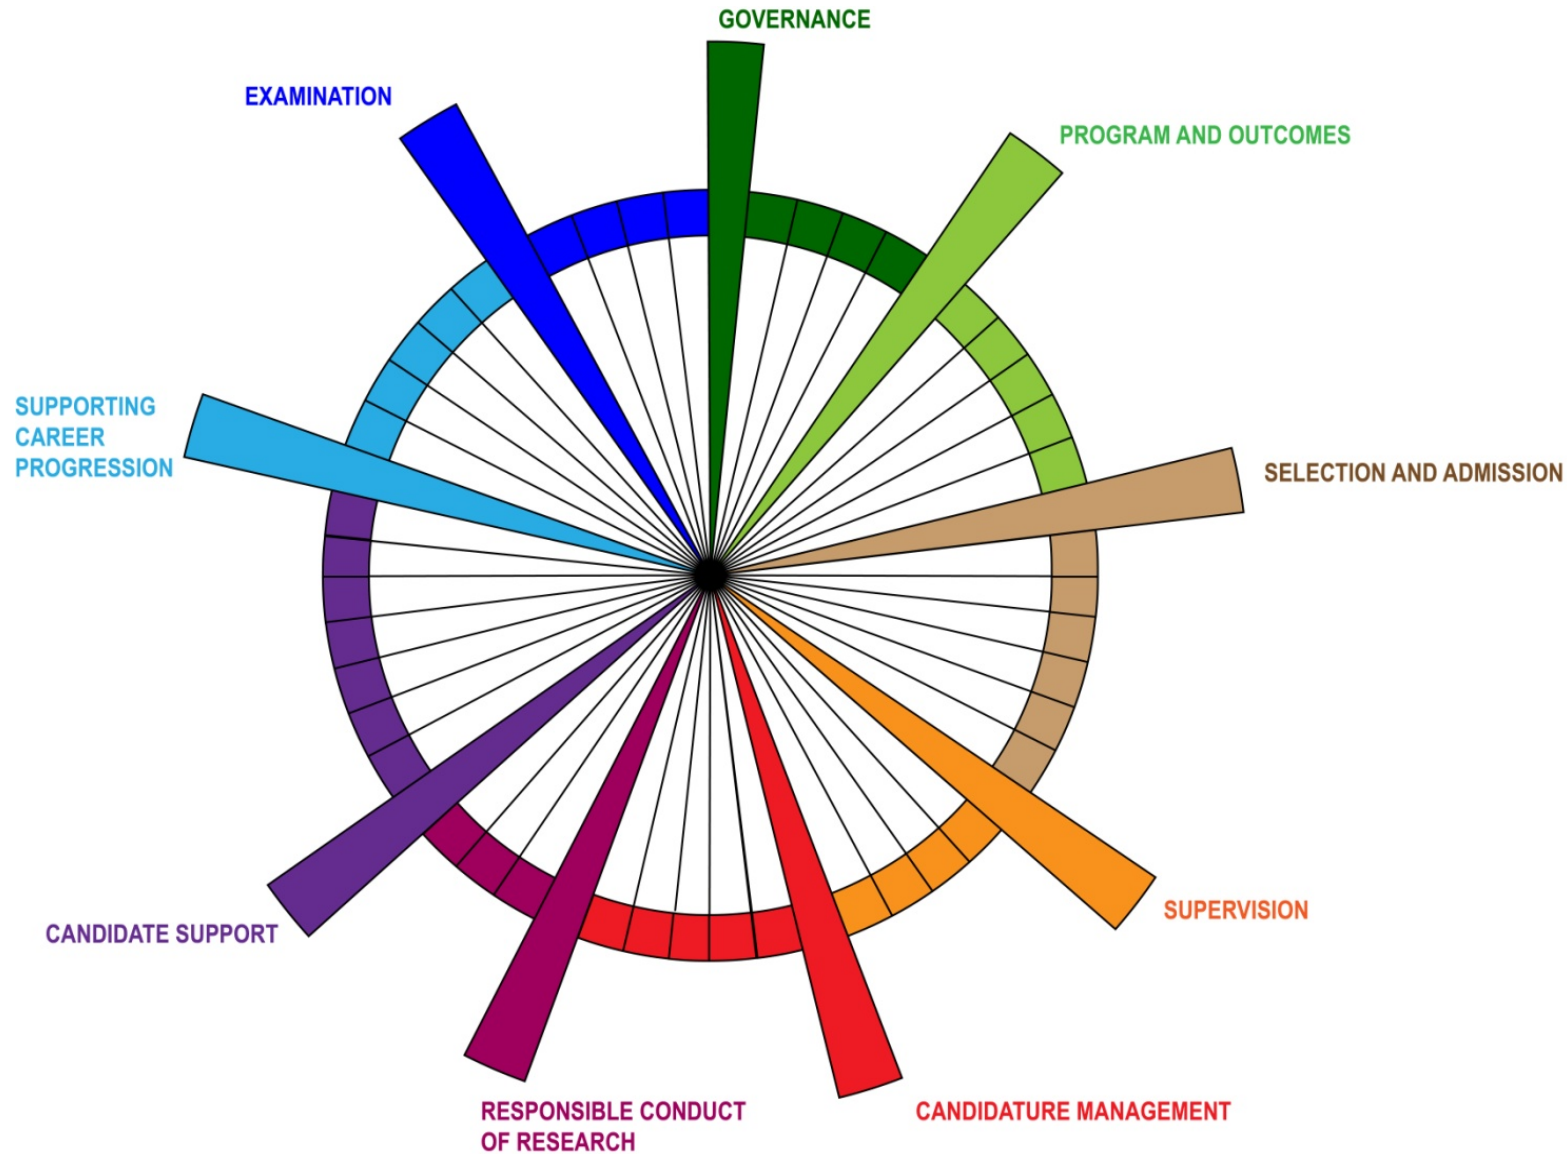 GOVERNANCE
EXAMINATION
PROGRAM AND OUTCOMES
SUPPORTING
CAREER
PROGRESSION
SELECTION AND ADMISSION
CANDIDATE SUPPORT
SUPERVISION
RESPONSIBLE CONDUCT
OF RESEARCH
CANDIDATURE MANAGEMENT